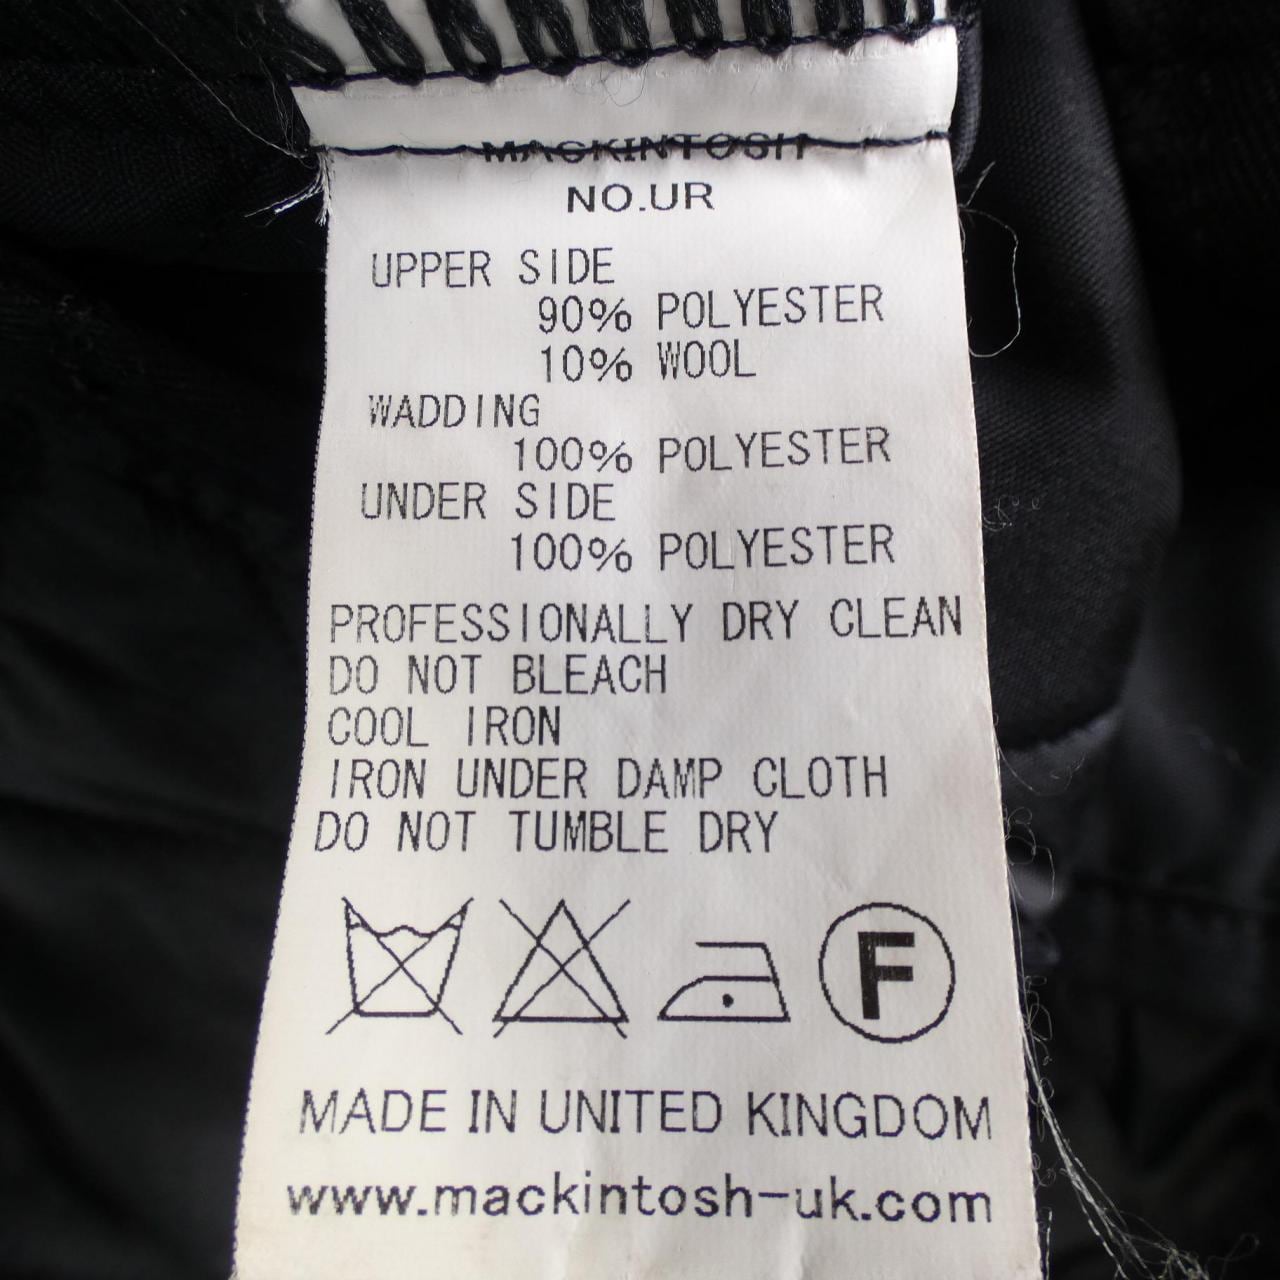 MACKINTOSH
NO.UR
UPPER SIDE
90% POLYESTER
10% WOOL
WADDING
100% POLYESTER
UNDER SIDE
100% POLYESTER
PROFESSIONALLY DRY CLEAN
DO NOT BLEACH
COOL IRON
IRON UNDER DAMP CLOTH
DO NOT TUMBLE DRY
F
MADE IN UNITED KINGDOM
www.mackintosh-uk.com